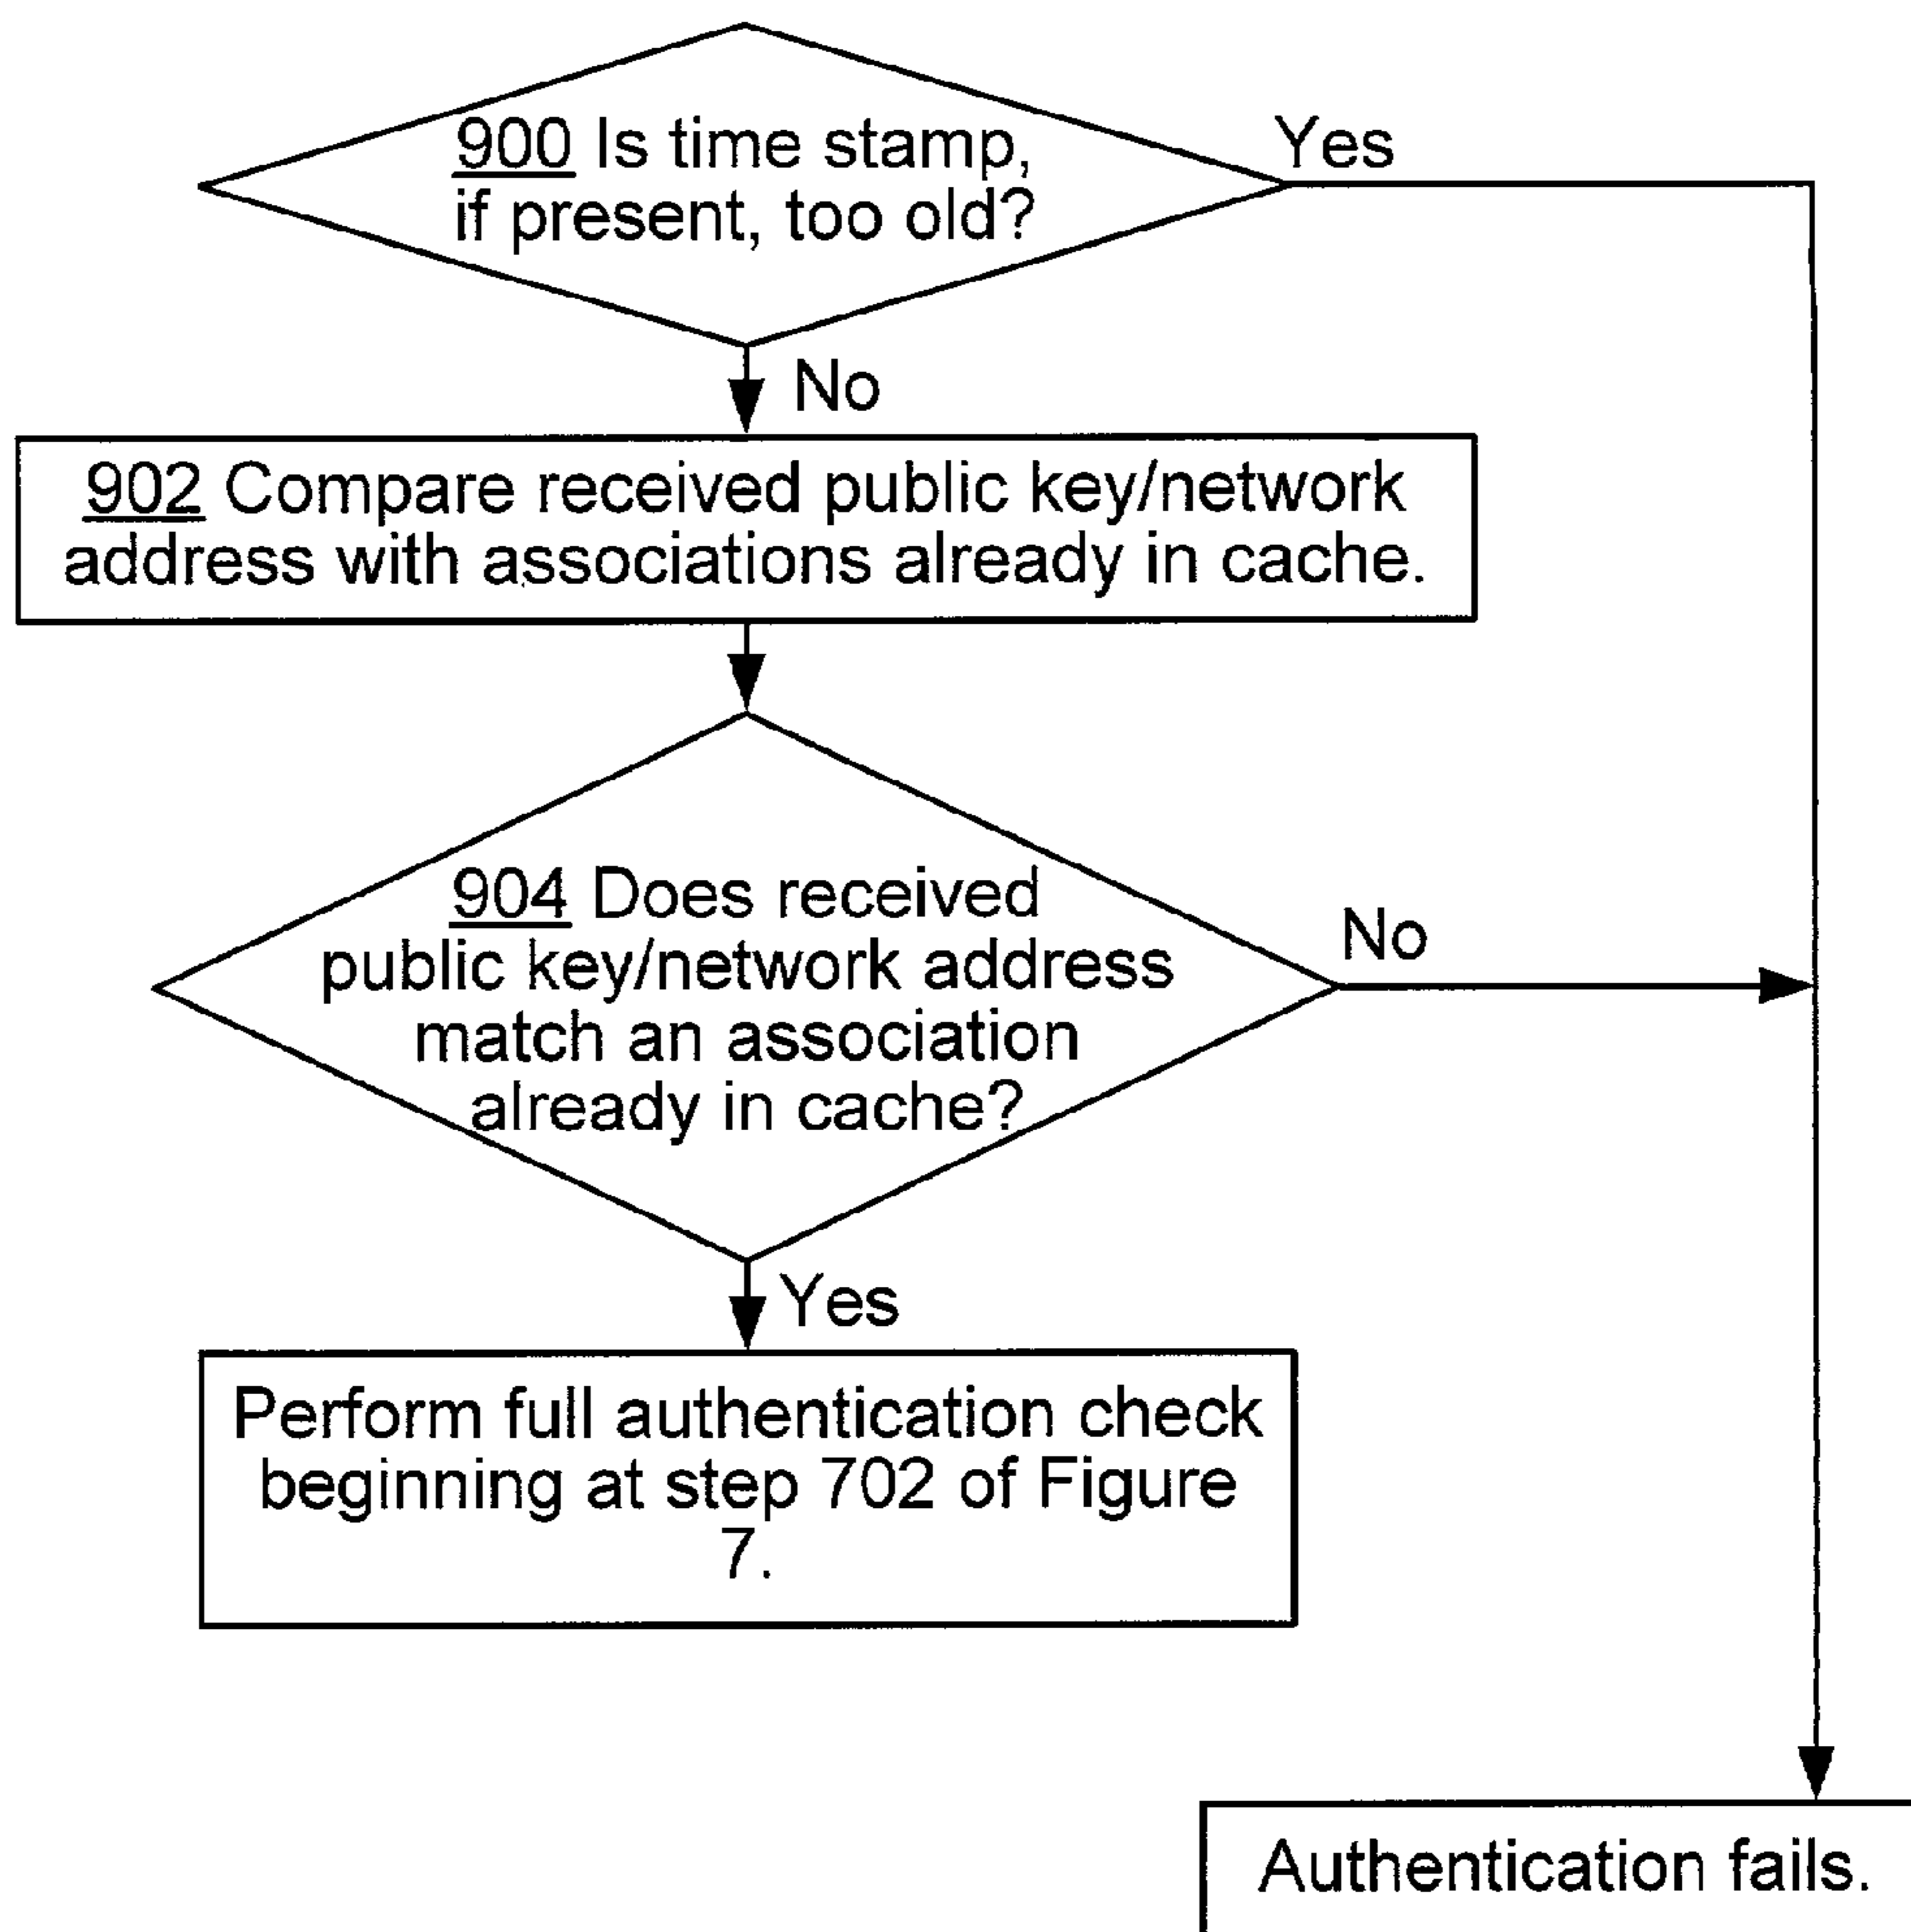 900 Is time stamp,
if present, too old?
Yes
No
902 Compare received public key/network
address with associations already in cache.
904 Does received
public key/network address
match an association
already in cache?
No
Yes
Perform full authentication check
beginning at step 702 of Figure
7.
Authentication fails.